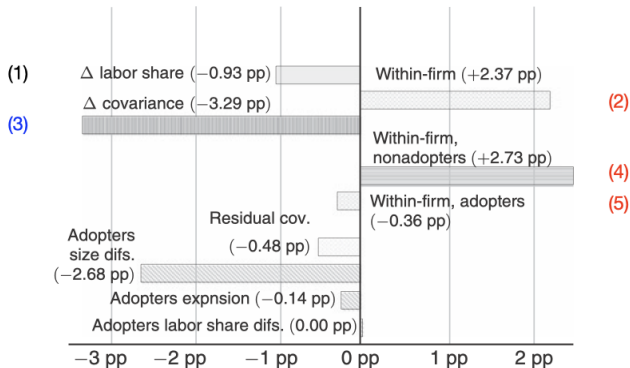 (1) Δ labor share (−0.93 pp) Within-firm (+2.37 pp)
(2)
Δ covariance (−3.29 pp)
(3)
Within-firm,
nonadopters (+2.73 pp)
(4)
Within-firm, adopters (5)
(−0.36 pp)
Residual cov.
(−0.48 pp)
Adopters
size difs.
(−2.68 pp)
Adopters expnsion (−0.14 pp)
Adopters labor share difs. (0.00 pp)
−3 pp −2 pp −1 pp 0 pp 1 pp 2 pp